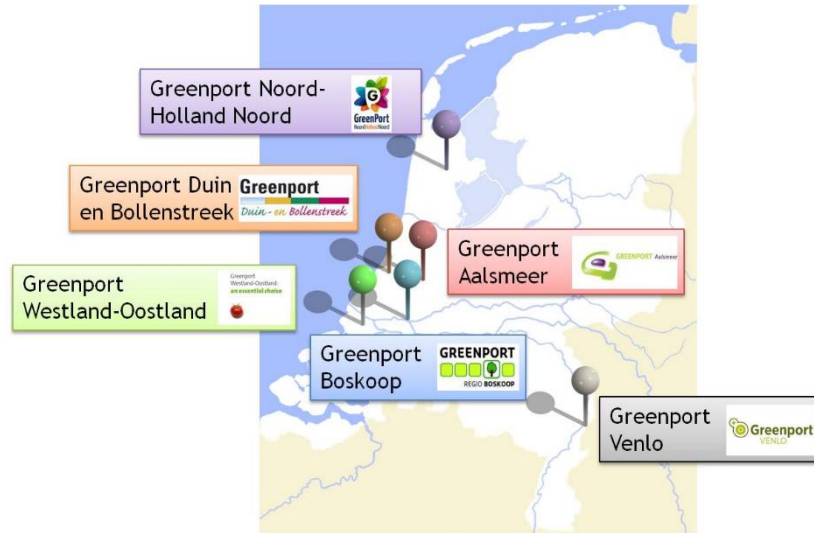 Greenport Noord-
Holland Noord
G
GreenPort
NoordHollandNoord
Greenport Duin
en Bollenstreek
Greenport
Duin - en Bollenstreek
Greenport
Westland-Oostland
Greenport
Westland-Oostland:
an essential choice
Greenport
Aalsmeer
GREENPORT Aalsmeer
Greenport
Boskoop
GREENPORT
REGIO BOSKOOP
Greenport
Venlo
Greenport
VENLO